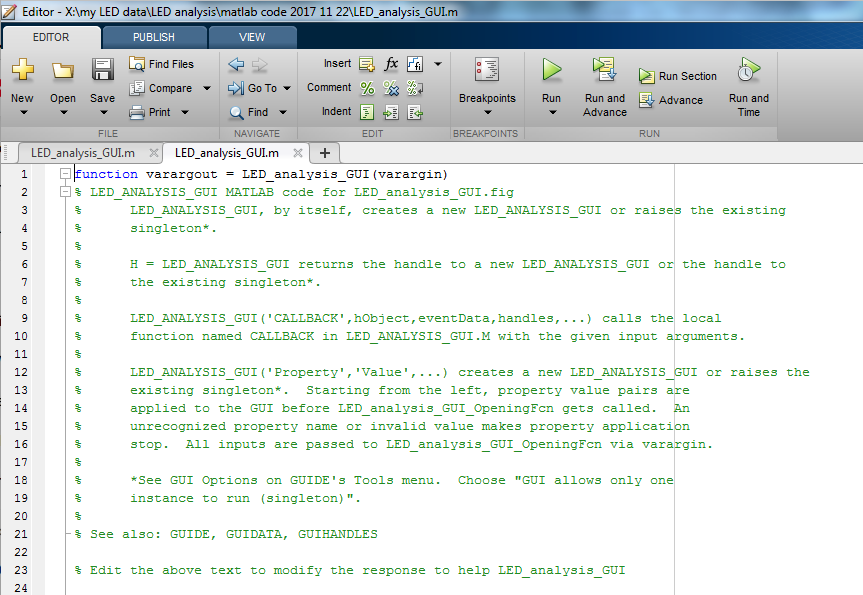 Editor - X:\my LED data\LED analysis\matlab code 2017 11 22\LED_analysis_GUI.m
EDITOR PUBLISH VIEW
New
Open
Save
Find Files
Compare
Print
FILE
Go To
Find
NAVIGATE
Insert fx
Comment
Indent
EDIT
Breakpoints
BREAKPOINTS
Run
Run and
Advance
Run Section
Advance
Run and
Time
RUN
LED_analysis_GUI.m LED_analysis_GUI.m
1 function varargout = LED_analysis_GUI(varargin)
2 % LED_ANALYSIS_GUI MATLAB code for LED_analysis_GUI.fig
3 % LED_ANALYSIS_GUI, by itself, creates a new LED_ANALYSIS_GUI or raises the existing
4 % singleton*.
5 %
6 % H = LED_ANALYSIS_GUI returns the handle to a new LED_ANALYSIS_GUI or the handle to
7 % the existing singleton*.
8 %
9 % LED_ANALYSIS_GUI('CALLBACK',hObject,eventData,handles,...) calls the local
10 % function named CALLBACK in LED_ANALYSIS_GUI.M with the given input arguments.
11 %
12 % LED_ANALYSIS_GUI('Property','Value',...) creates a new LED_ANALYSIS_GUI or raises the
13 % existing singleton*.  Starting from the left, property value pairs are
14 % applied to the GUI before LED_analysis_GUI_OpeningFcn gets called.  An
15 % unrecognized property name or invalid value makes property application
16 % stop.  All inputs are passed to LED_analysis_GUI_OpeningFcn via varargin.
17 %
18 % *See GUI Options on GUIDE's Tools menu.  Choose "GUI allows only one
19 % instance to run (singleton)".
20 %
21 % See also: GUIDE, GUIDATA, GUIHANDLES
22
23 % Edit the above text to modify the response to help LED_analysis_GUI
24